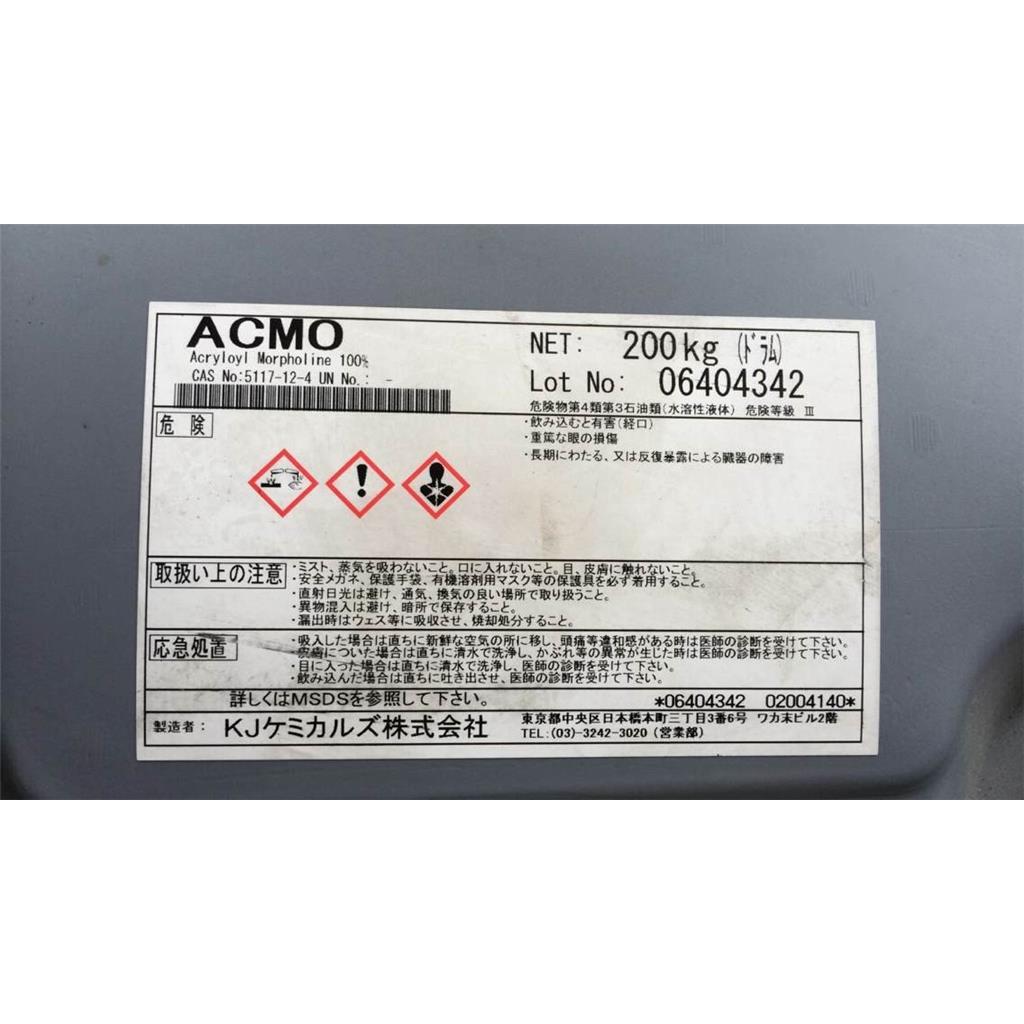 ACMO
Acryloyl Morpholine 100%
CAS No:5117-12-4 UN No.: -
NET: 200kg (ドラム)
Lot No: 06404342
危険物第4類第3石油類(水溶性液体) 危険等級 Ⅲ
危険
・飲み込むと有害(経口)
・重篤な眼の損傷
・長期にわたる、又は反復暴露による臓器の障害
取扱い上の注意
・ミスト、蒸気を吸わないこと。口に入れないこと。目、皮膚に触れないこと。
・安全メガネ、保護手袋、有機溶剤用マスク等の保護具を必ず着用すること。
・直射日光は避け、通気、換気の良い場所で取り扱うこと。
・異物混入は避け、暗所で保存すること。
・漏出時はウェス等に吸収させ、焼却処分すること。
応急処置
・吸入した場合は直ちに新鮮な空気の所に移し、頭痛等違和感がある時は医師の診断を受けて下さい。
・皮膚についた場合は直ちに清水で洗浄し、かぶれ等の異常が生じた時は医師の診断を受けて下さい。
・目に入った場合は直ちに清水で洗浄し、医師の診断を受けて下さい。
・飲み込んだ場合は直ちに吐き出させ、医師の診断を受けて下さい。
詳しくはMSDSを参照して下さい。
*06404342 02004140*
製造者: KJケミカルズ株式会社
東京都中央区日本橋本町三丁目3番6号 ワカ末ビル2階
TEL:(03)-3242-3020 (営業部)